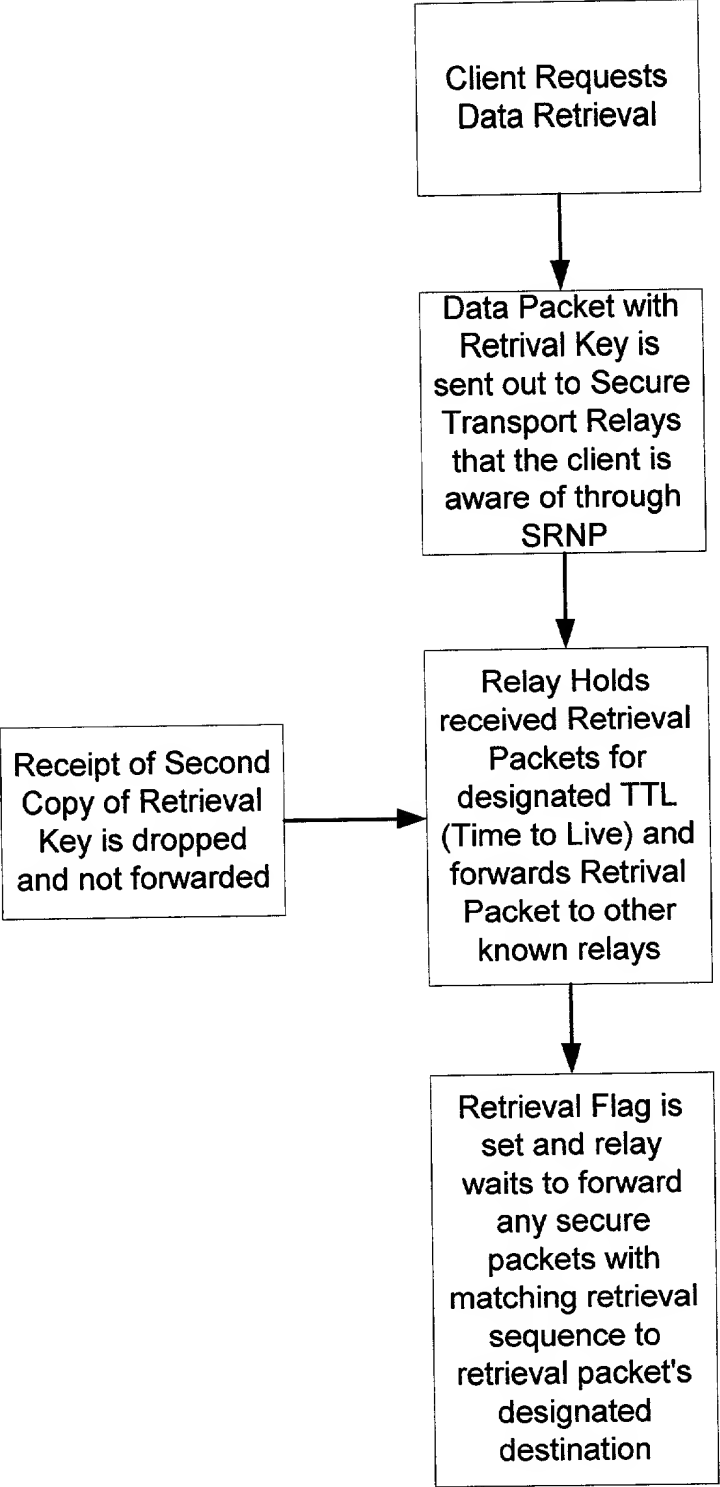 Client Requests
Data Retrieval
Data Packet with
Retrival Key is
sent out to Secure
Transport Relays
that the client is
aware of through
SRNP
Receipt of Second
Copy of Retrieval
Key is dropped
and not forwarded
Relay Holds
received Retrieval
Packets for
designated TTL
(Time to Live) and
forwards Retrival
Packet to other
known relays
Retrieval Flag is
set and relay
waits to forward
any secure
packets with
matching retrieval
sequence to
retrieval packet's
designated
destination